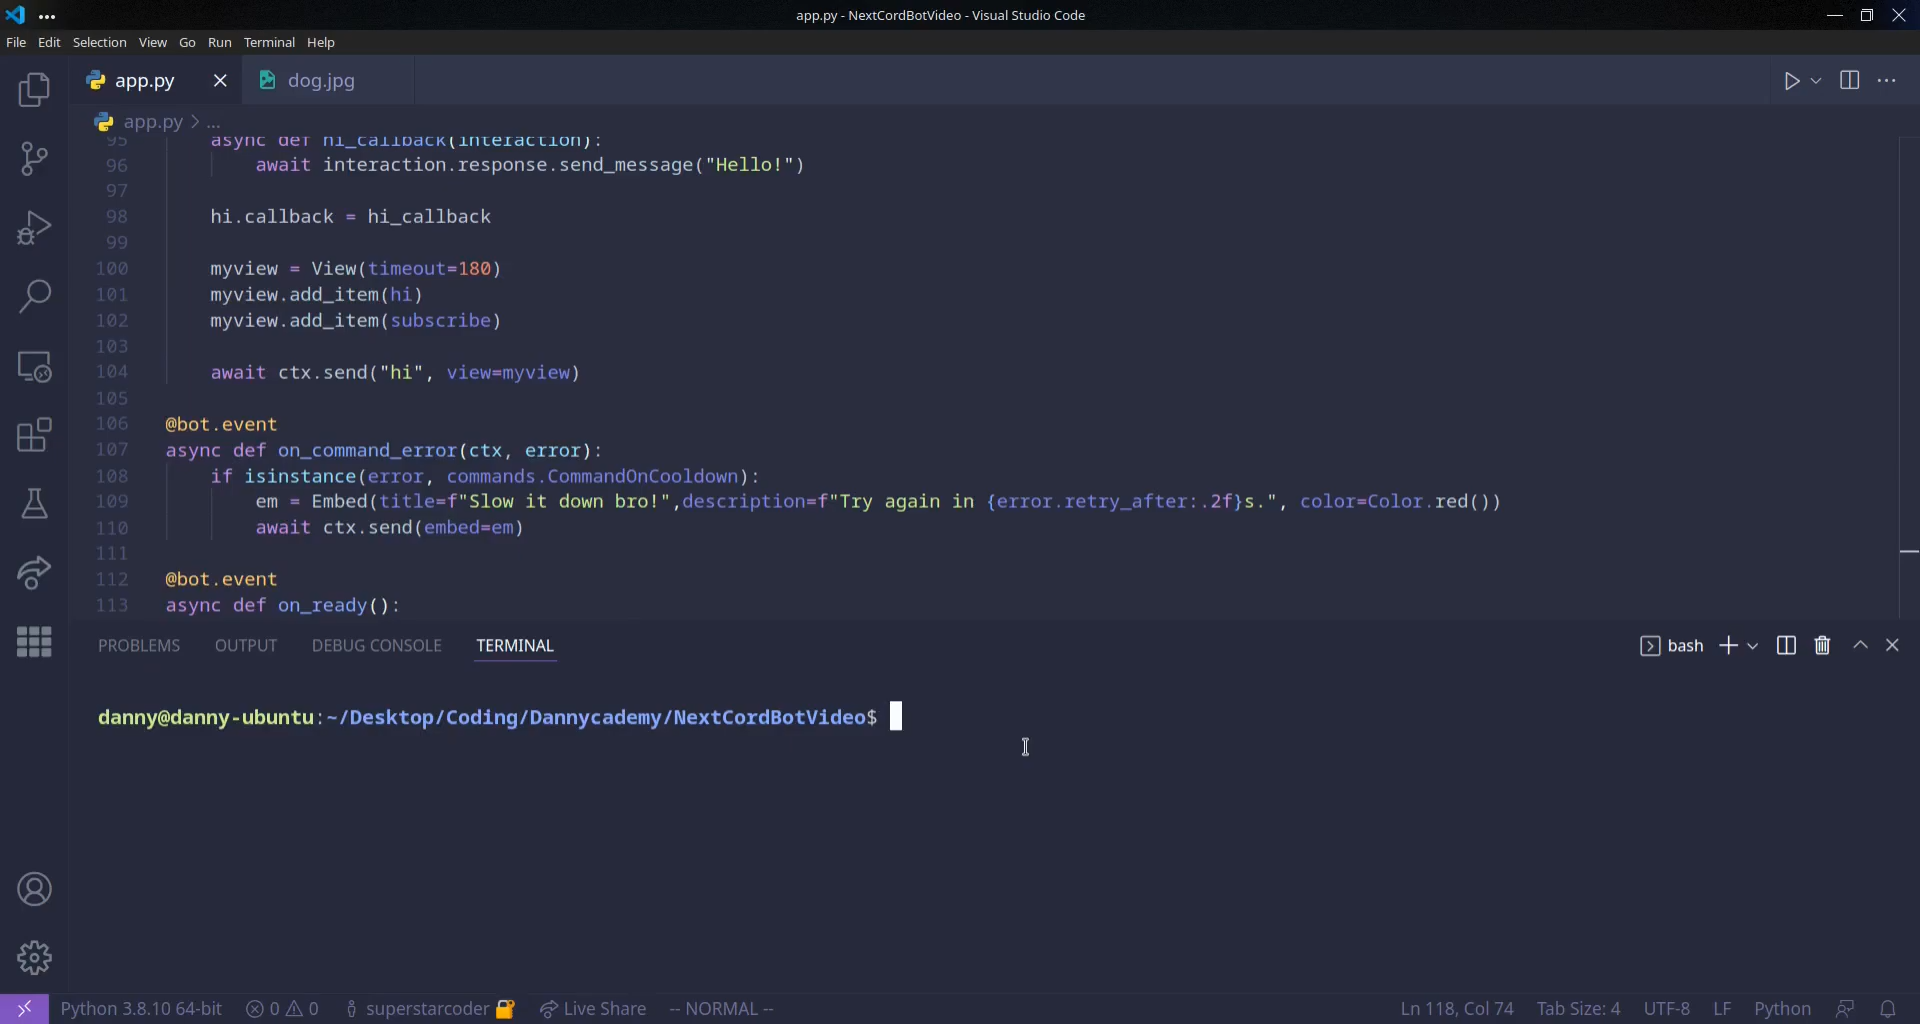 app.py - NextCordBotVideo - Visual Studio Code
File Edit Selection View Go Run Terminal Help
app.py dog.jpg
app.py > ...
95 async def hi_callback(interaction):
96 await interaction.response.send_message("Hello!")
97
98 hi.callback = hi_callback
99
100 myview = View(timeout=180)
101 myview.add_item(hi)
102 myview.add_item(subscribe)
103
104 await ctx.send("hi", view=myview)
105
106 @bot.event
107 async def on_command_error(ctx, error):
108 if isinstance(error, commands.CommandOnCooldown):
109 em = Embed(title=f"Slow it down bro!",description=f"Try again in {error.retry_after:.2f}s.", color=Color.red())
110 await ctx.send(embed=em)
111
112 @bot.event
113 async def on_ready():
PROBLEMS OUTPUT DEBUG CONSOLE TERMINAL bash
danny@danny-ubuntu:~/Desktop/Coding/Dannycademy/NextCordBotVideo$
Python 3.8.10 64-bit 0 0 superstarcoder Live Share -- NORMAL -- Ln 118, Col 74 Tab Size: 4 UTF-8 LF Python